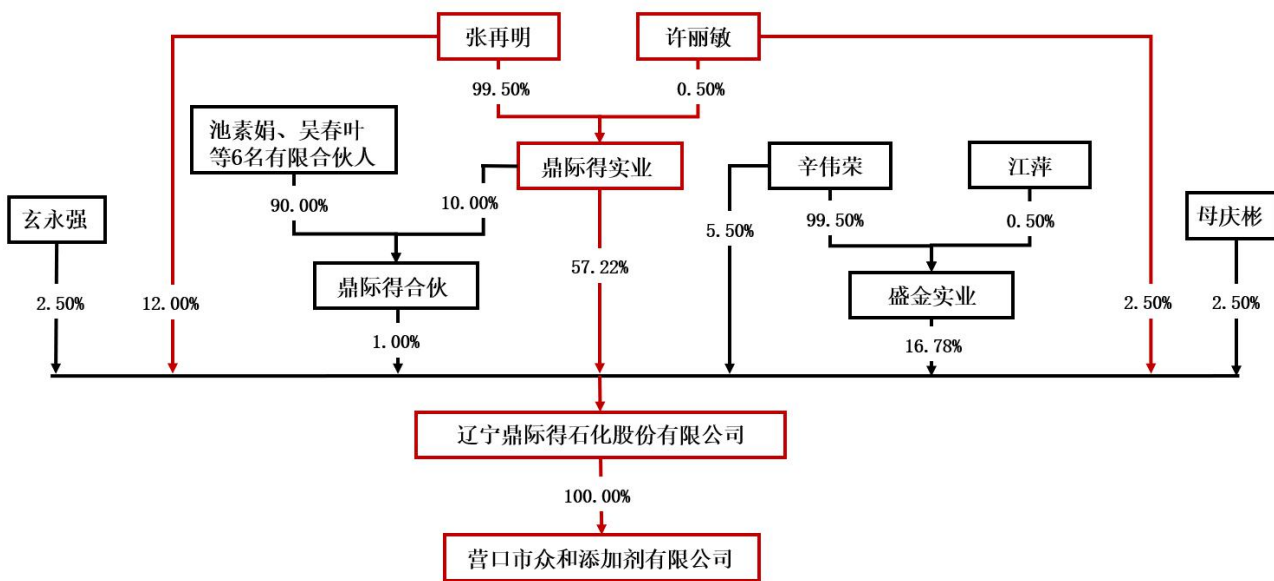 张再明
许丽敏
99.50%
0.50%
池素娟、吴春叶
等6名有限合伙人
鼎际得实业
辛伟荣
江萍
玄永强
母庆彬
90.00%
10.00%
5.50%
99.50%
0.50%
57.22%
鼎际得合伙
盛金实业
2.50%
12.00%
1.00%
16.78%
2.50%
2.50%
辽宁鼎际得石化股份有限公司
100.00%
营口市众和添加剂有限公司